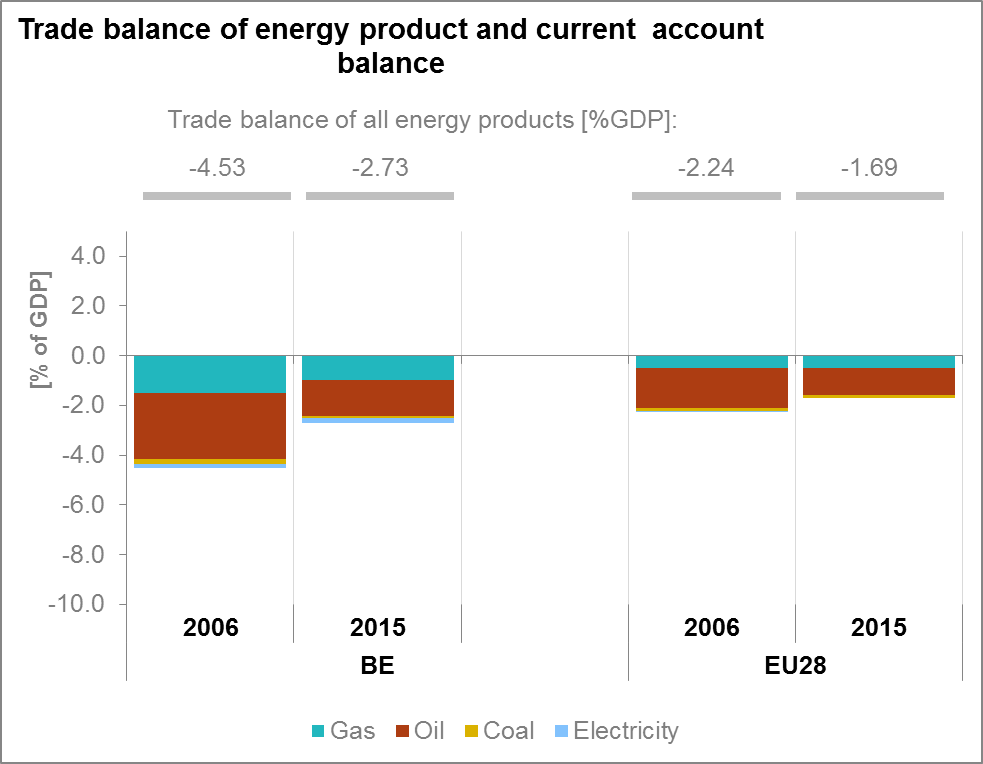 Trade balance of energy product and current  account
balance
Trade balance of all energy products [%GDP]:
-4.53 -2.73 -2.24 -1.69
[% of GDP]
4.0
2.0
0.0
-2.0
-4.0
-6.0
-8.0
-10.0
2006 2015 2006 2015
BE EU28
Gas Oil Coal Electricity